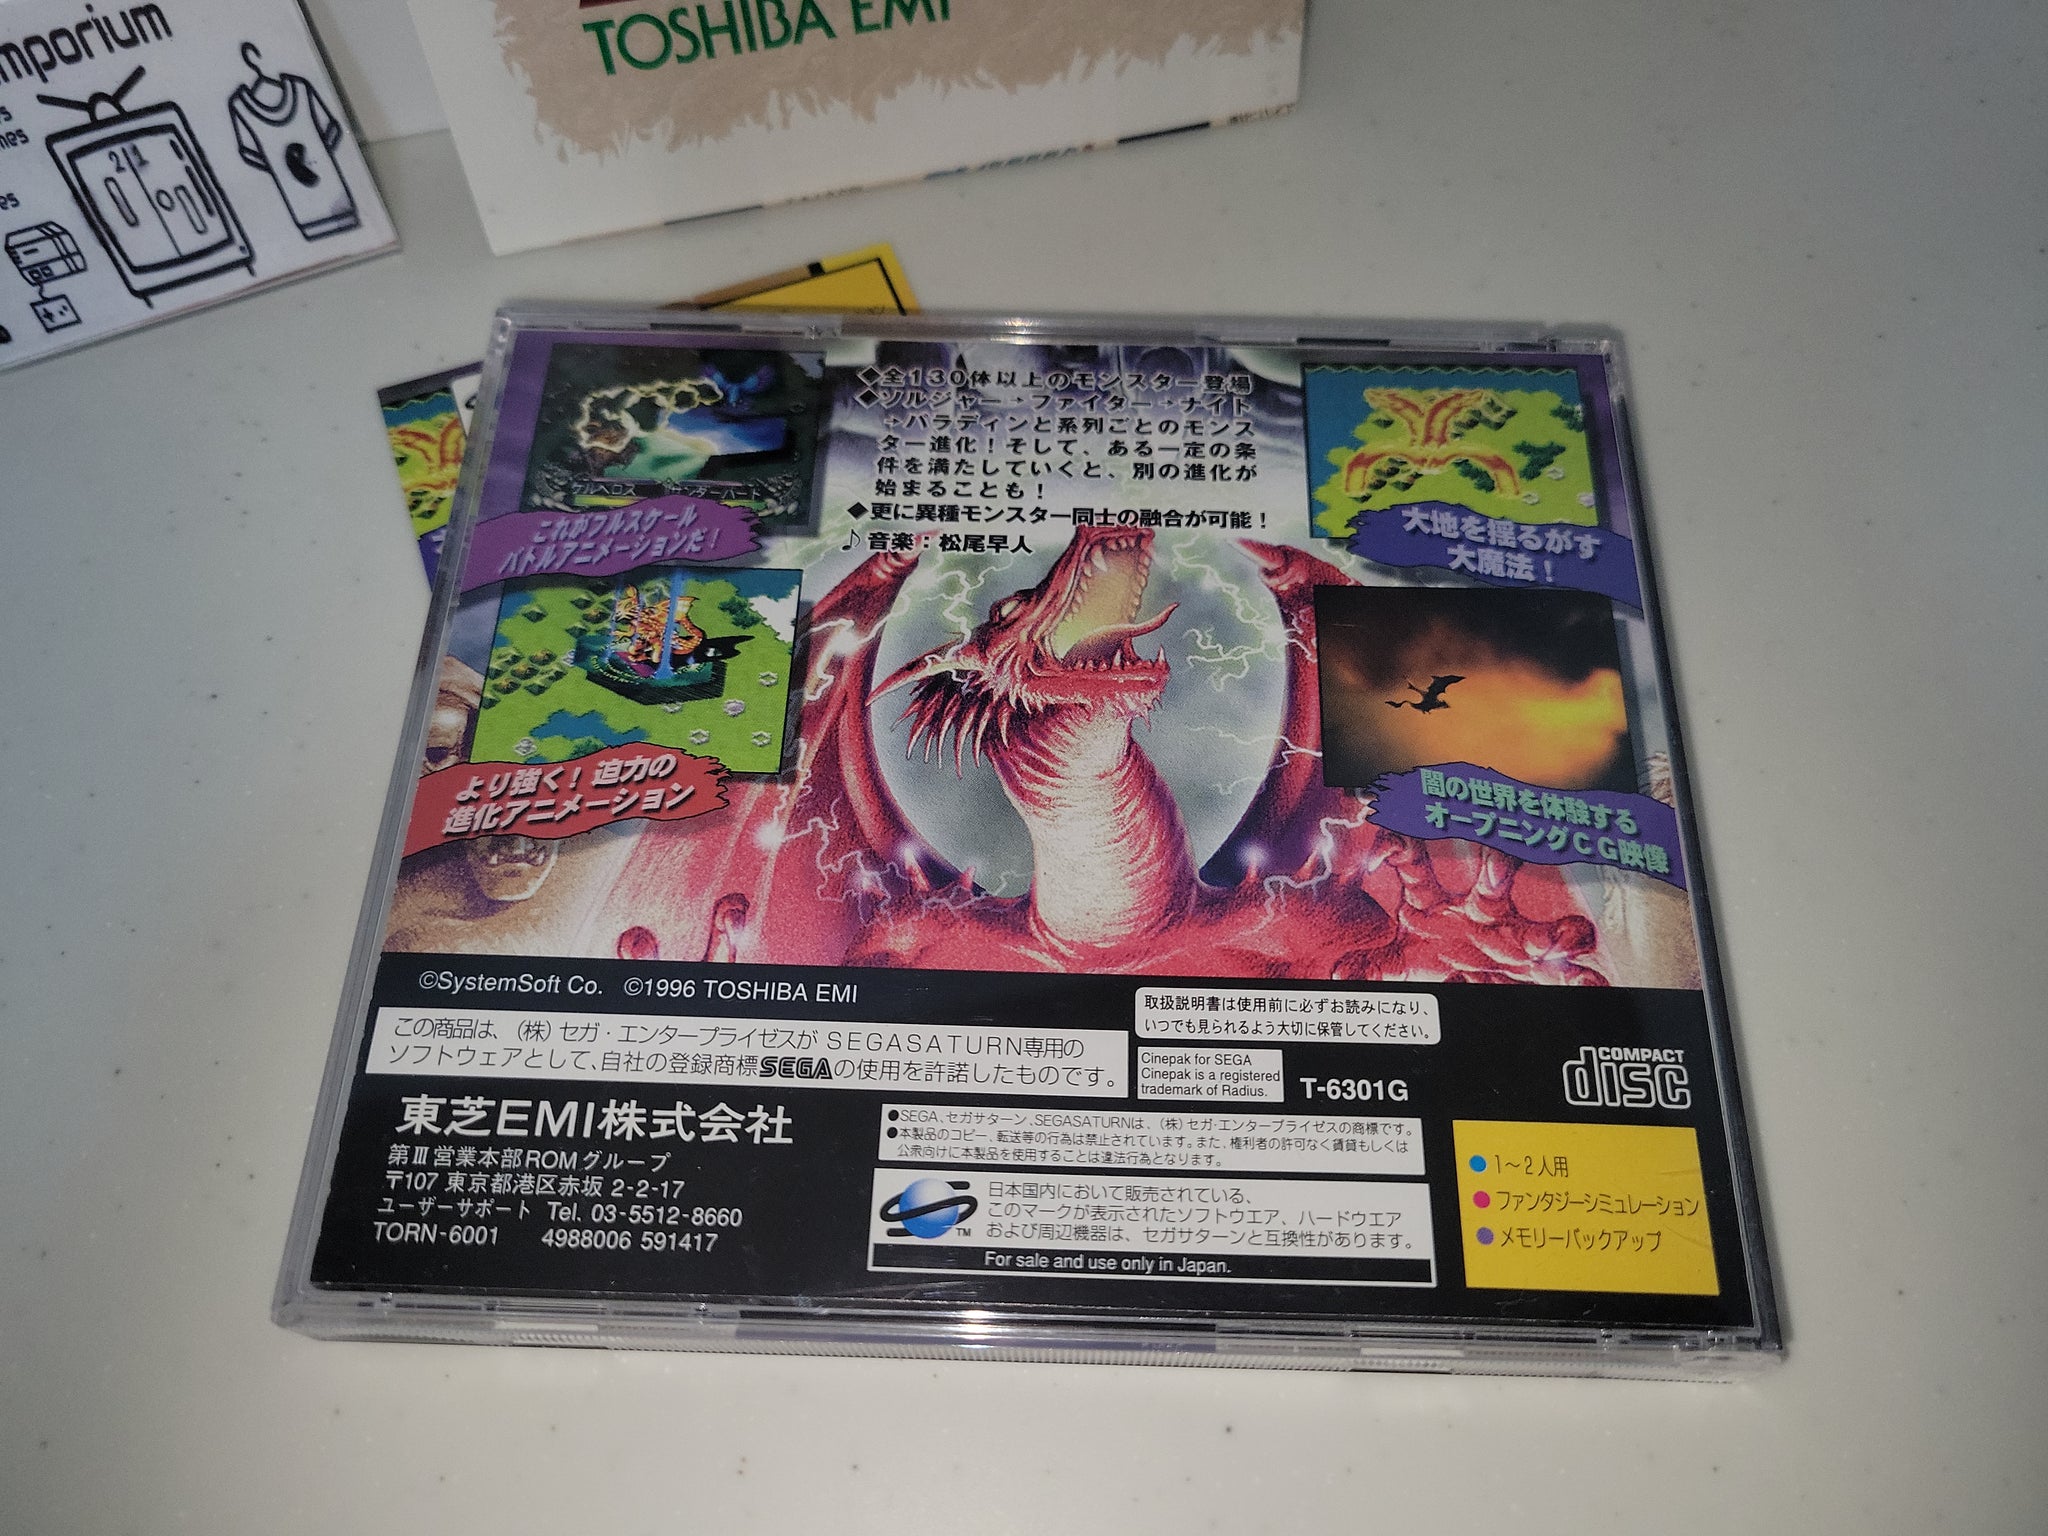 TOSHIBA EMI
mporium
◆全130体以上のモンスター登場
◆ソルジャー→ファイター→ナイト
→パラディンと系列ごとのモンス
ター進化！そして、ある一定の条
件を満たしていくと、別の進化が
始まることも！
◆更に異種モンスター同士の融合が可能！
♪音楽：松尾早人
これがフルスケール
バトルアニメーションだ！
大地を揺るがす
大魔法！
より強く！迫力の
進化アニメーション
闇の世界を体験する
オープニングCG映像
©SystemSoft Co. ©1996 TOSHIBA EMI
この商品は、(株)セガ・エンタープライゼスがSEGASATURN専用の
ソフトウェアとして、自社の登録商標SEGAの使用を許諾したものです。
取扱説明書は使用前に必ずお読みになり、
いつでも見られるよう大切に保管してください。
Cinepak for SEGA
Cinepak is a registered
trademark of Radius.
T-6301G
COMPACT
disc
東芝EMI株式会社
第Ⅲ営業本部ROMグループ
〒107 東京都港区赤坂 2-2-17
ユーザーサポート Tel. 03-5512-8660
TORN-6001 4988006 591417
●SEGA、セガサターン、SEGASATURNは、(株)セガ・エンタープライゼスの商標です。
●本製品のコピー、転送等の行為は禁止されています。また、権利者の許可なく賃貸もしくは
公衆向けに本製品を使用することは違法行為となります。
日本国内において販売されている、
このマークが表示されたソフトウエア、ハードウエア
および周辺機器は、セガサターンと互換性があります。
TM
For sale and use only in Japan.
●1～2人用
●ファンタジーシミュレーション
●メモリーバックアップ